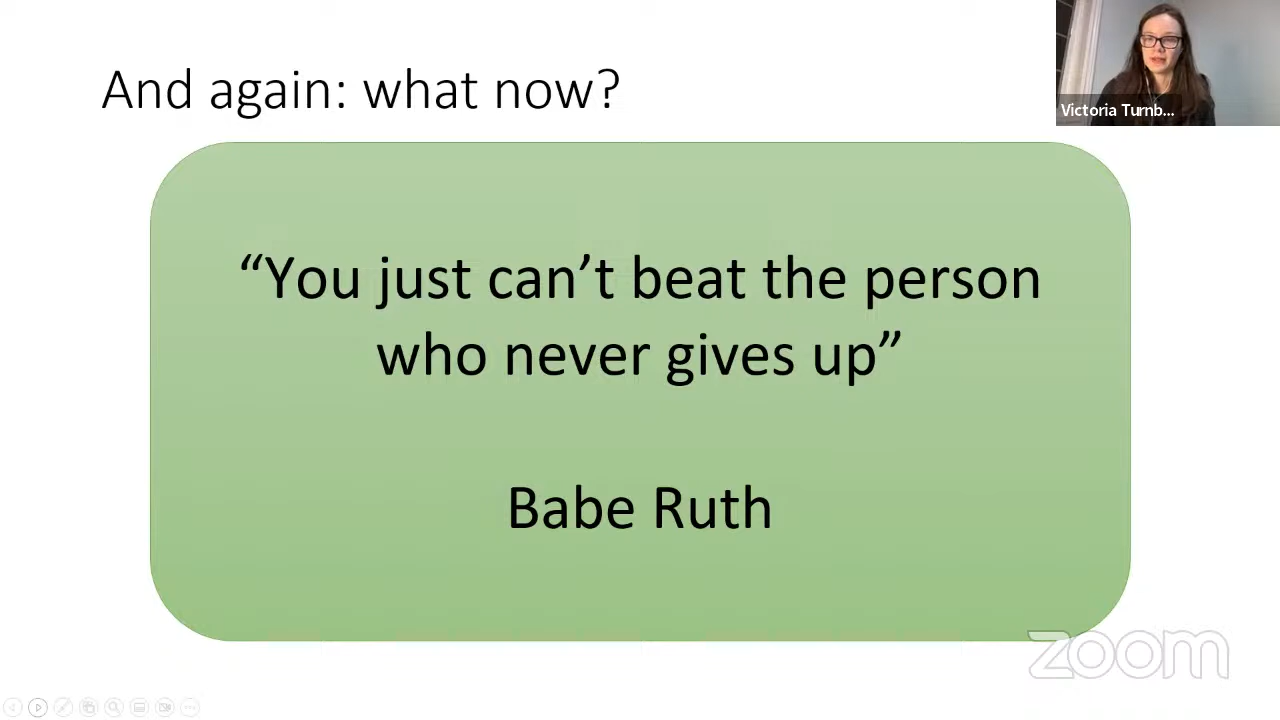 And again: what now?
Victoria Turnb...
“You just can’t beat the person
who never gives up”
Babe Ruth
zoom